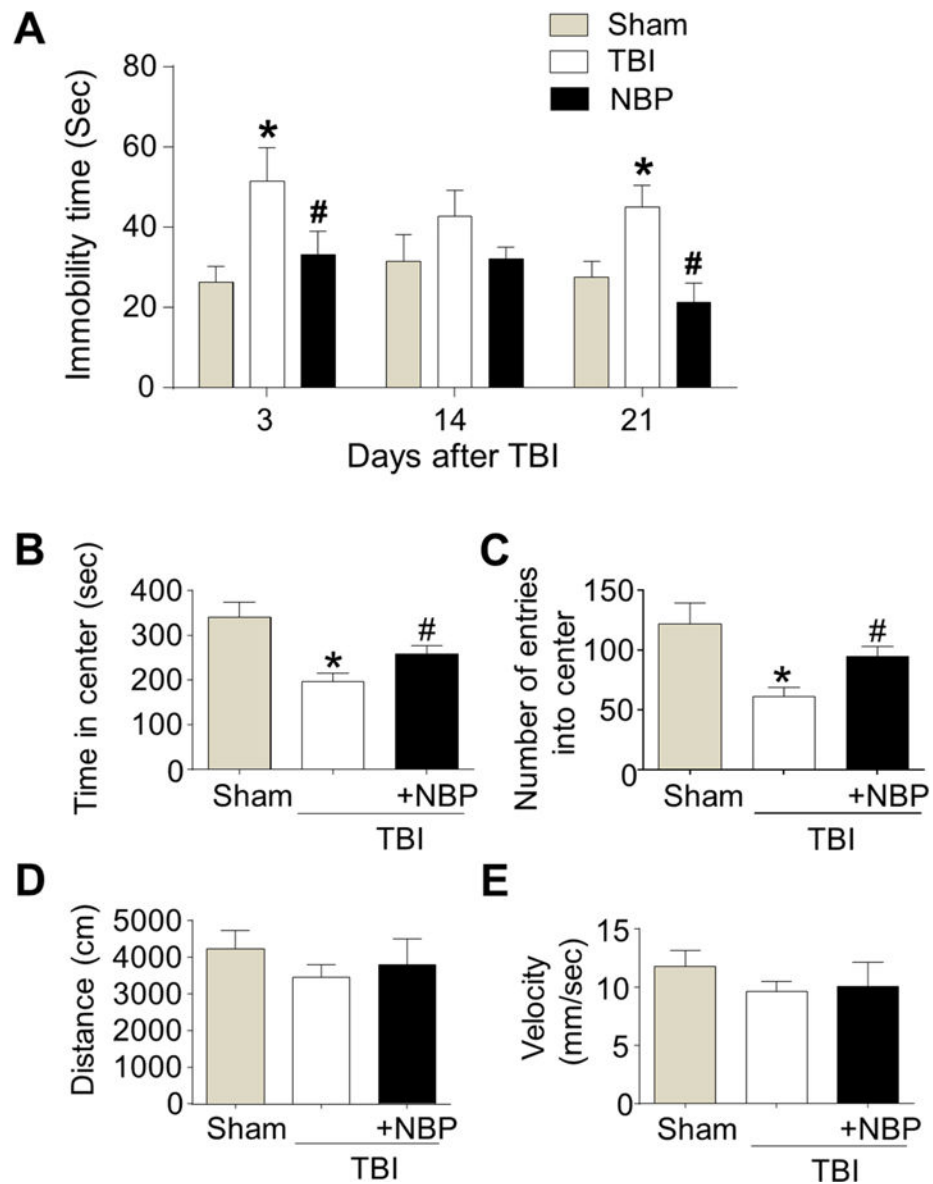 A
Sham
TBI
NBP
Immobility time (Sec)
80
60
40
20
0
*
#
*
#
3 14 21
Days after TBI
B
Time in center (sec)
400
300
200
100
0
*
#
Sham +NBP
TBI
C
Number of entries
into center
150
100
50
0
*
#
Sham +NBP
TBI
D
Distance (cm)
5000
4000
3000
2000
1000
0
Sham +NBP
TBI
E
Velocity
(mm/sec)
15
10
5
0
Sham +NBP
TBI